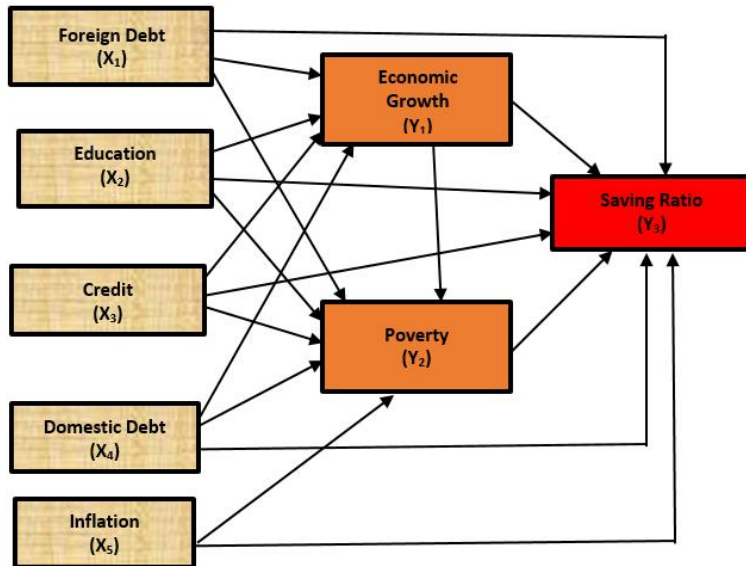 Foreign Debt
(X₁)
Economic
Growth
(Y₁)
Education
(X₂)
Saving Ratio
(Y₃)
Credit
(X₃)
Poverty
(Y₂)
Domestic Debt
(X₄)
Inflation
(X₅)